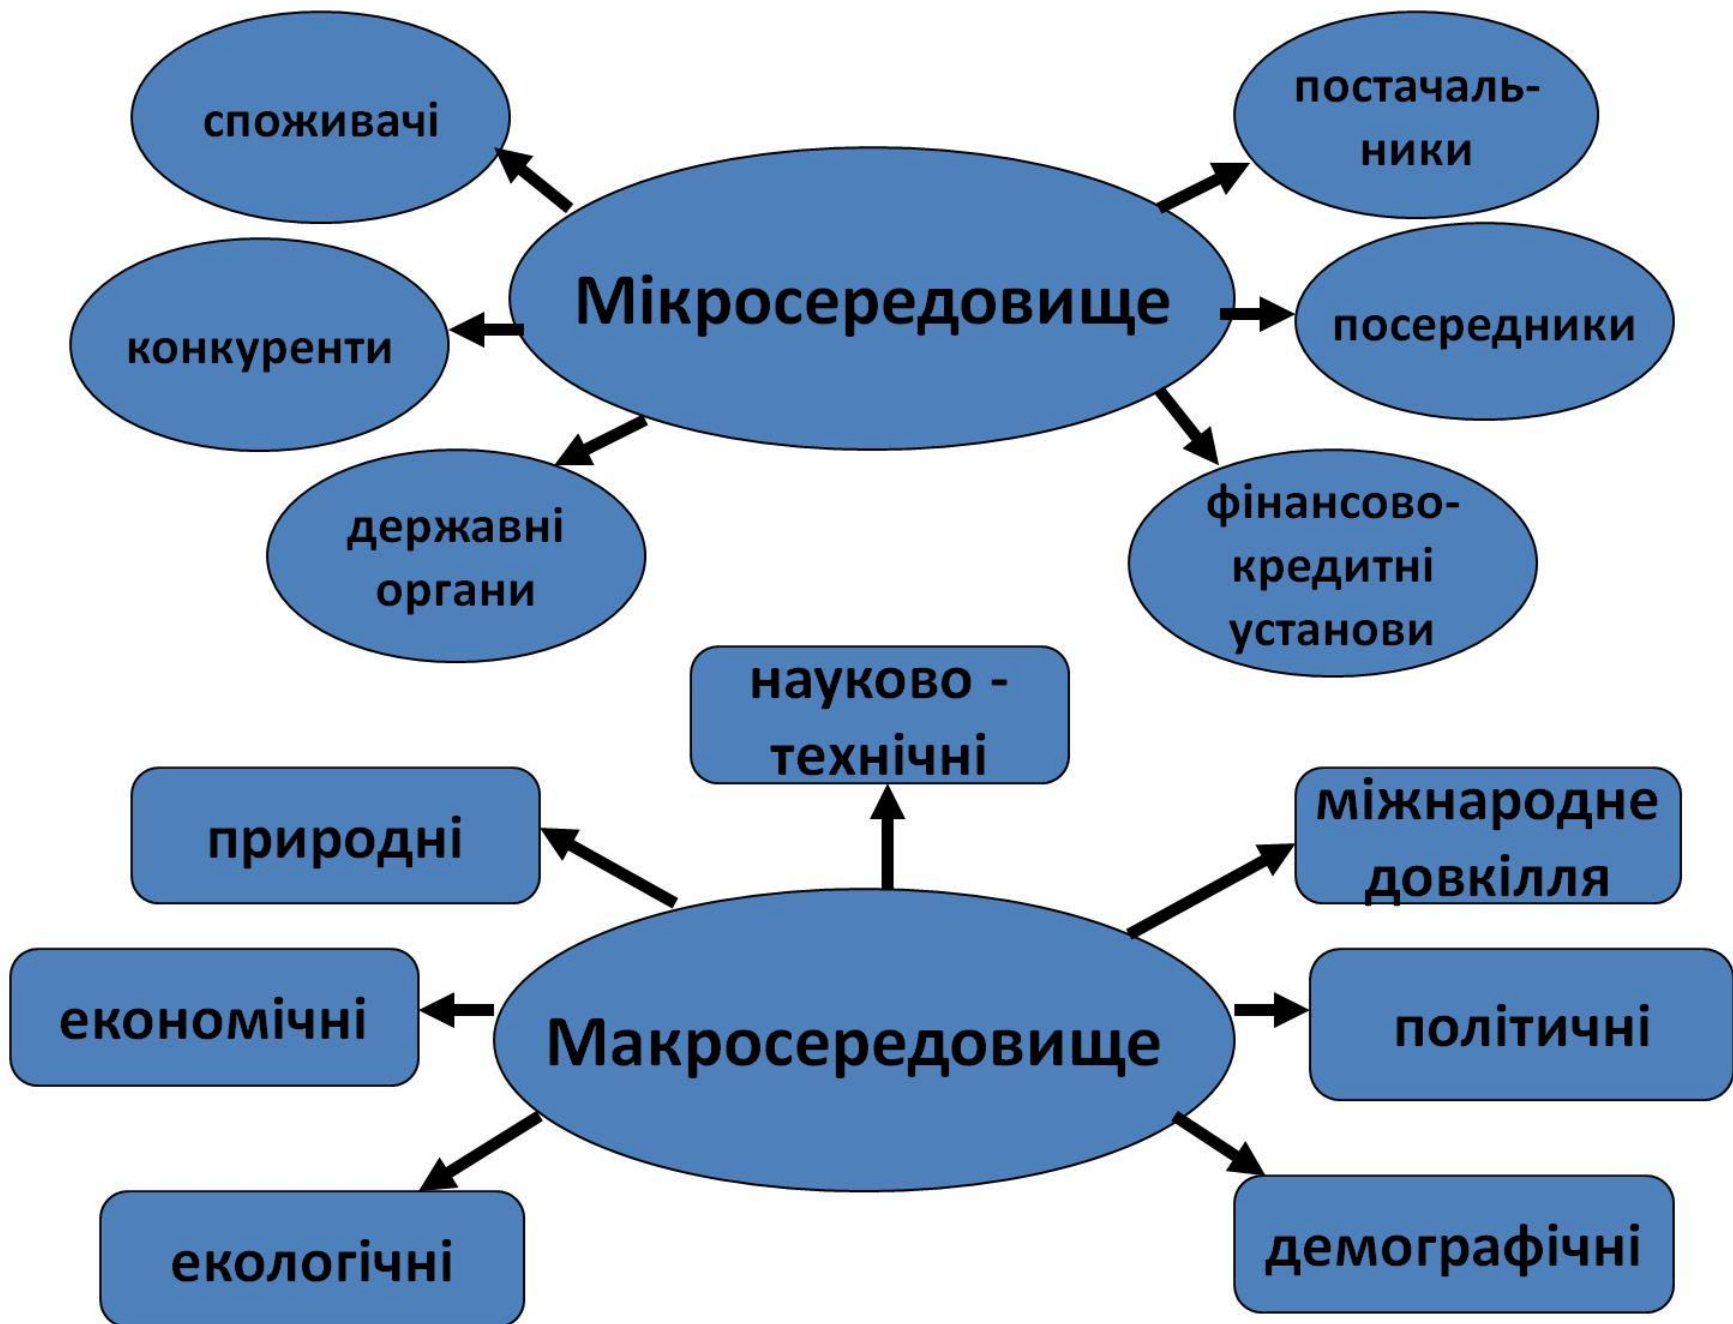 споживачі
постачаль-
ники
Мікросередовище
конкуренти
посередники
державні
органи
фінансово-
кредитні
установи
науково -
технічні
природні
міжнародне
довкілля
економічні
Макросередовище
політичні
екологічні
демографічні